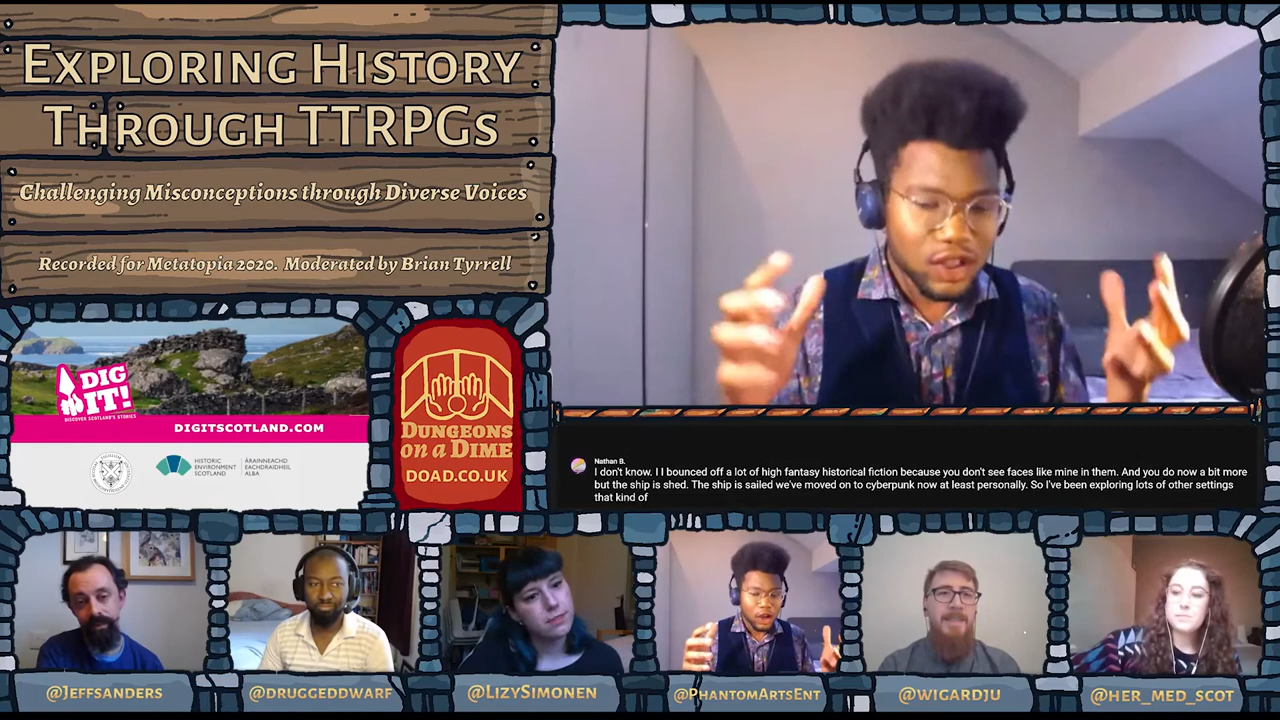 Exploring History
Through TTRPGs
Challenging Misconceptions through Diverse Voices
Recorded for Metatopia 2020. Moderated by Brian Tyrrell
DIG
IT!
DISCOVER SCOTLAND'S STORIES
DIGITSCOTLAND.COM
HISTORIC
ENVIRONMENT
SCOTLAND
ÀRAINNEACHD
EACHDRAIDHEIL
ALBA
DUNGEONS
on a DIME
DOAD.CO.UK
Nathan B.
I don't know. I I bounced off a lot of high fantasy historical fiction because you don't see faces like mine in them. And you do now a bit more
but the ship is shed. The ship is sailed we've moved on to cyberpunk now at least personally. So I've been exploring lots of other settings
that kind of
@Jeffsanders
@druggeddwarf
@LizySimonen
@PhantomArtsEnt
@wigardju
@her_med_scot